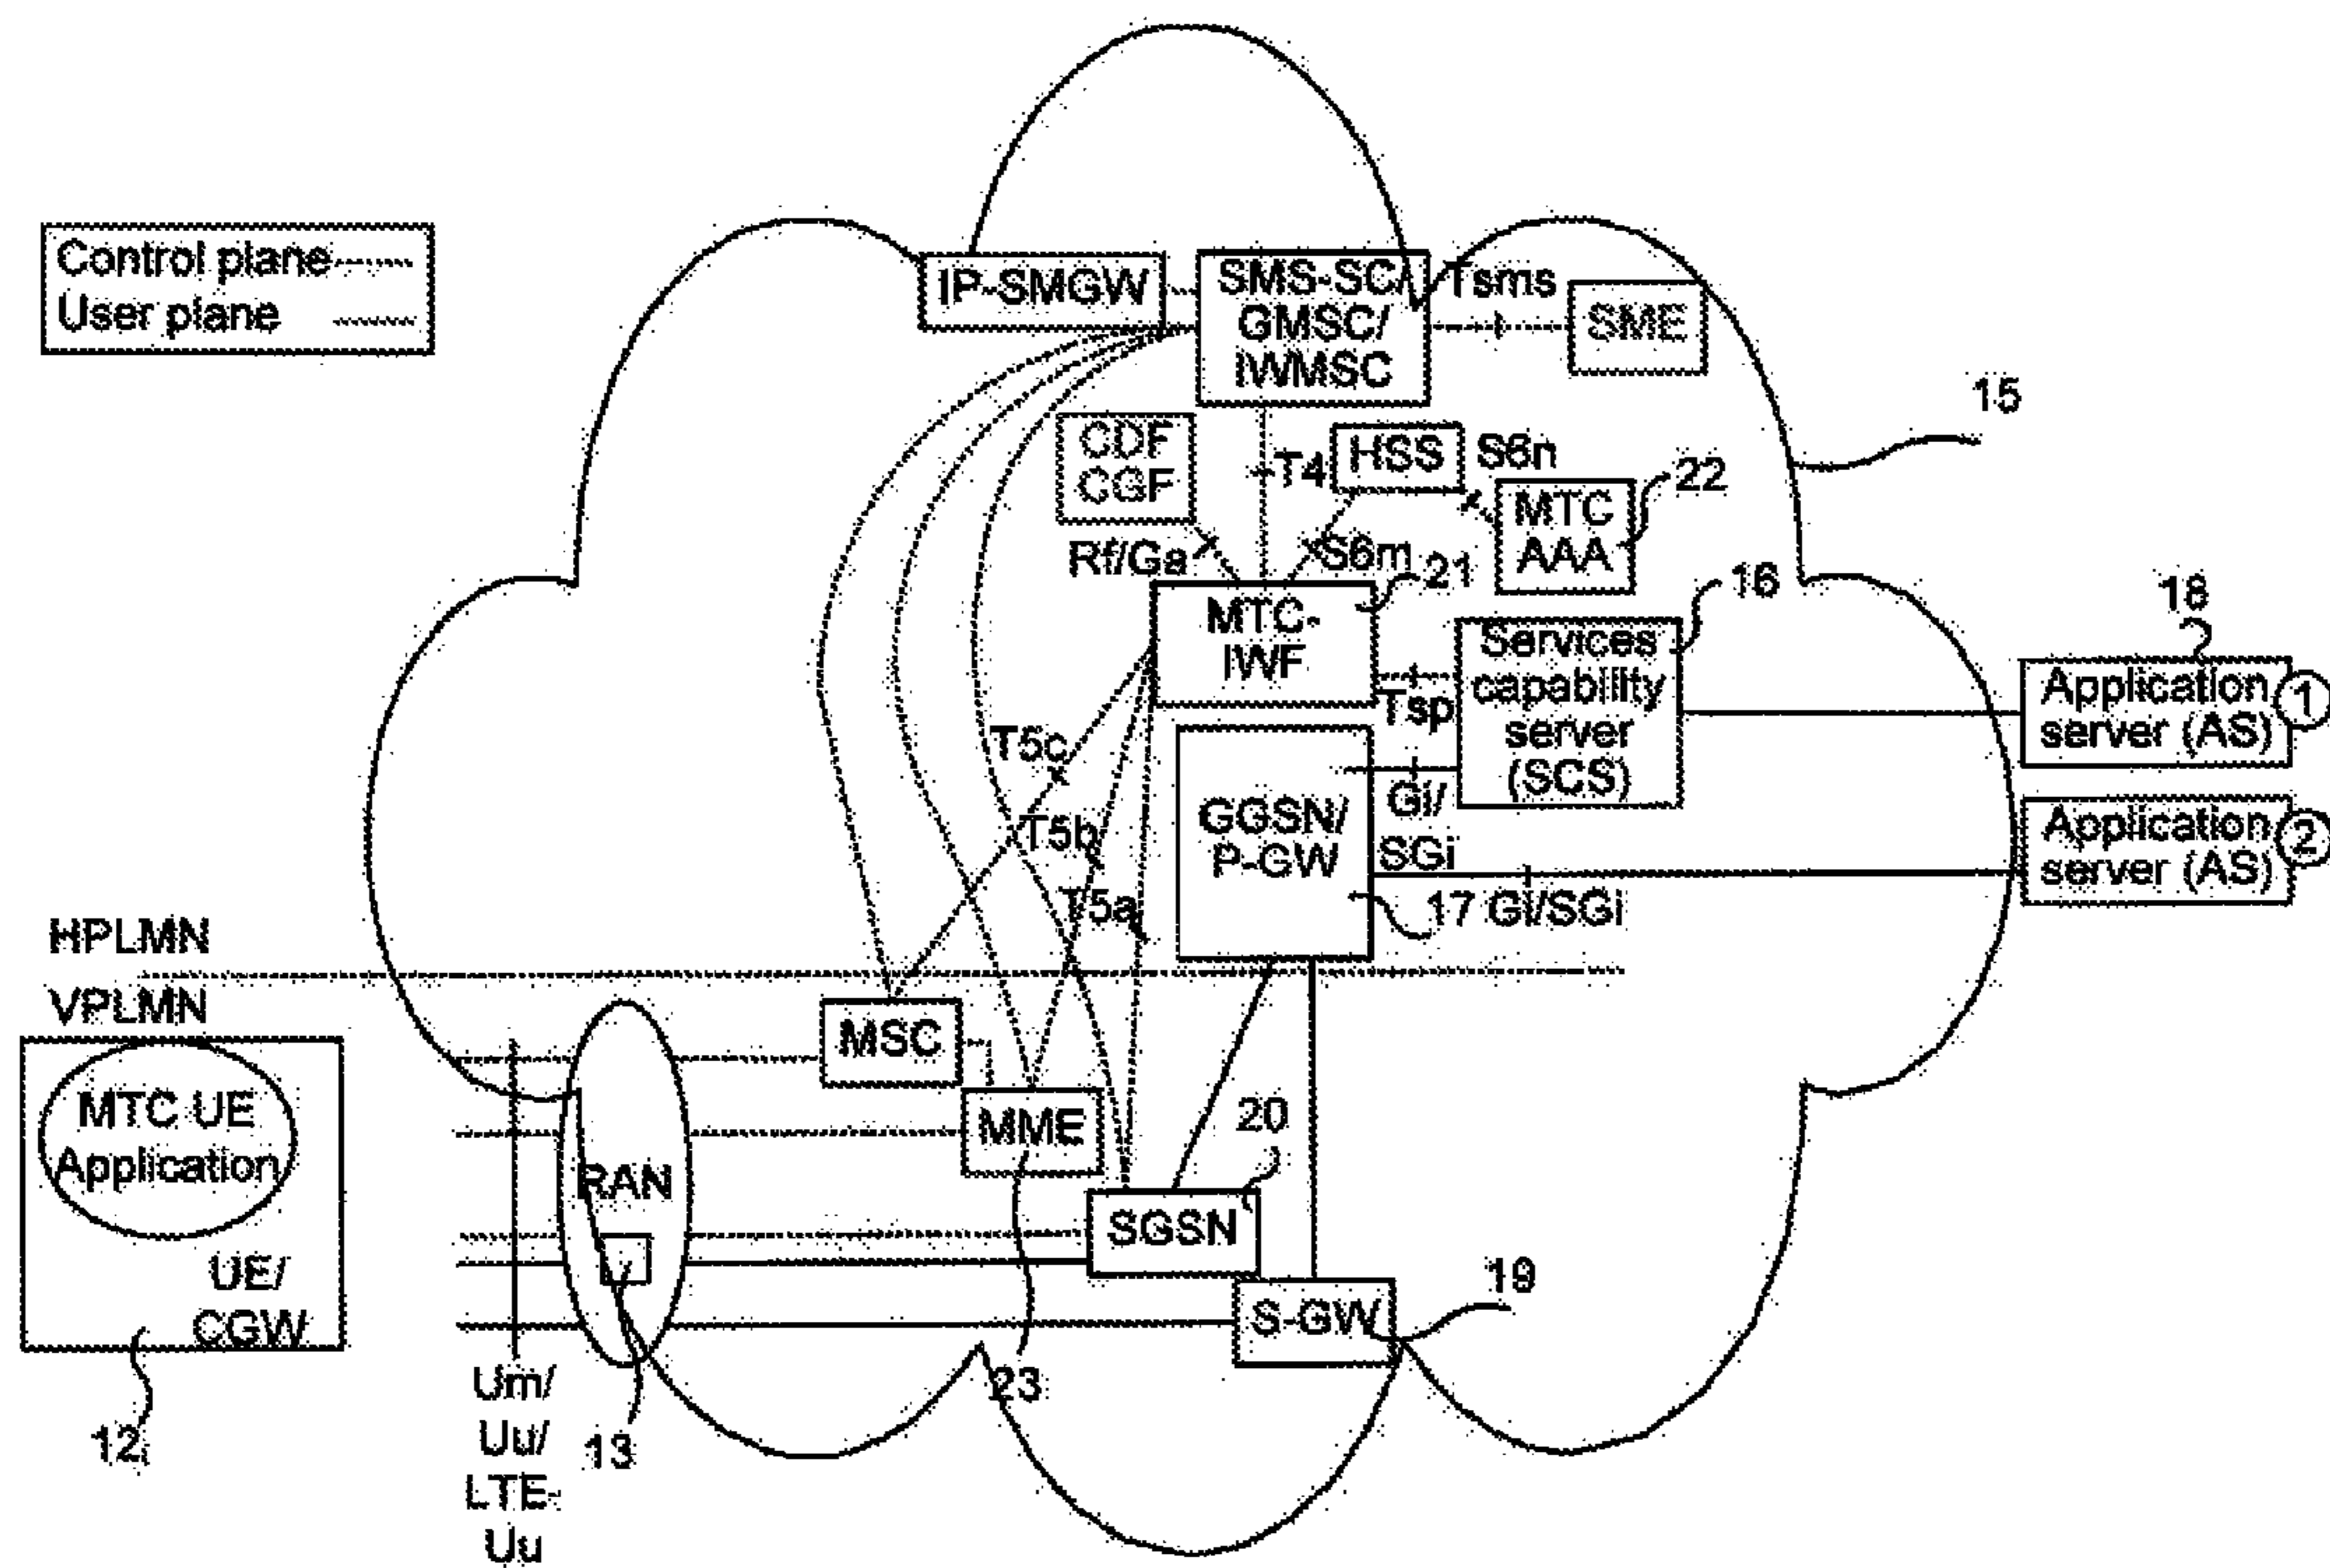 Control plane
User plane
IP-SMGW
SMS-SC/
GMSC/
IWMSC
Tsms
SME
15
CDF
CGF
T4
HSS
S6n
22
MTC
AAA
Rf/Ga
S6m
21
16
18
MTC-
IWF
Services
capability
server
(SCS)
Tsp
Application
server (AS)
1
T5c
Gi/
SGi
GGSN/
P-GW
T5b
Application
server (AS)
2
T5a
17
Gi/SGi
HPLMN
VPLMN
MSC
MTC UE
Application
MME
20
RAN
SGSN
UE/
CGW
19
S-GW
Um/
Uu/
LTE-
Uu
23
12
13